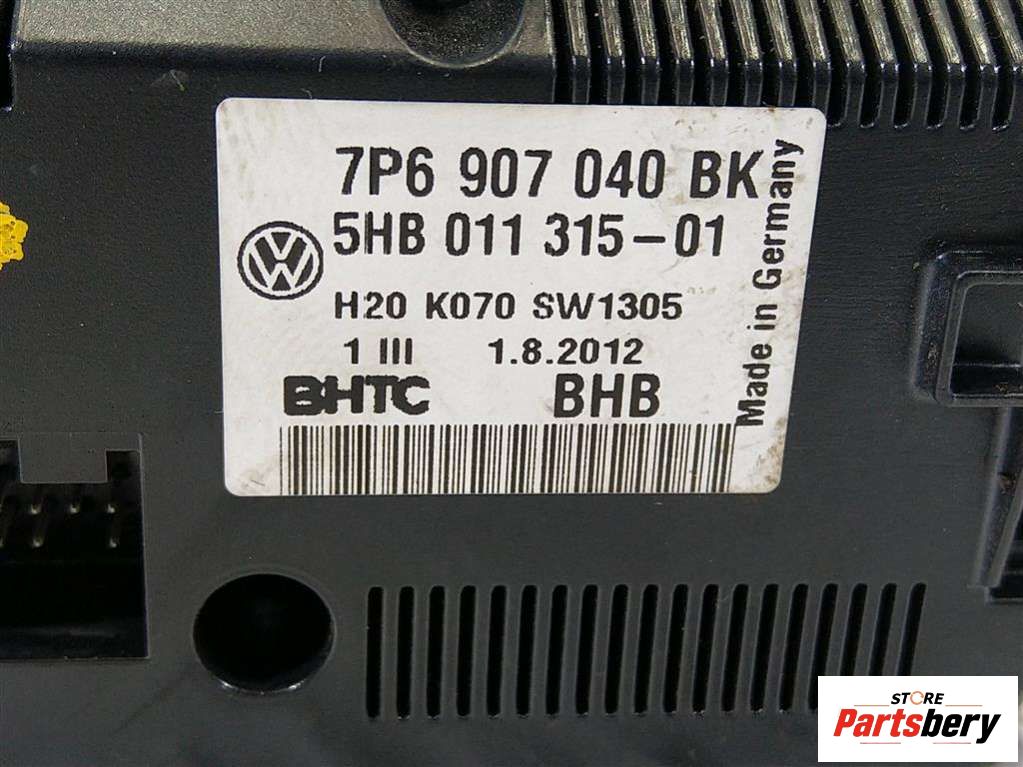 7P6 907 040 BK
5HB 011 315-01
H20 K070 SW1305
1 III 1.8.2012
BHTC BHB
Made in Germany
STORE
Partsbery